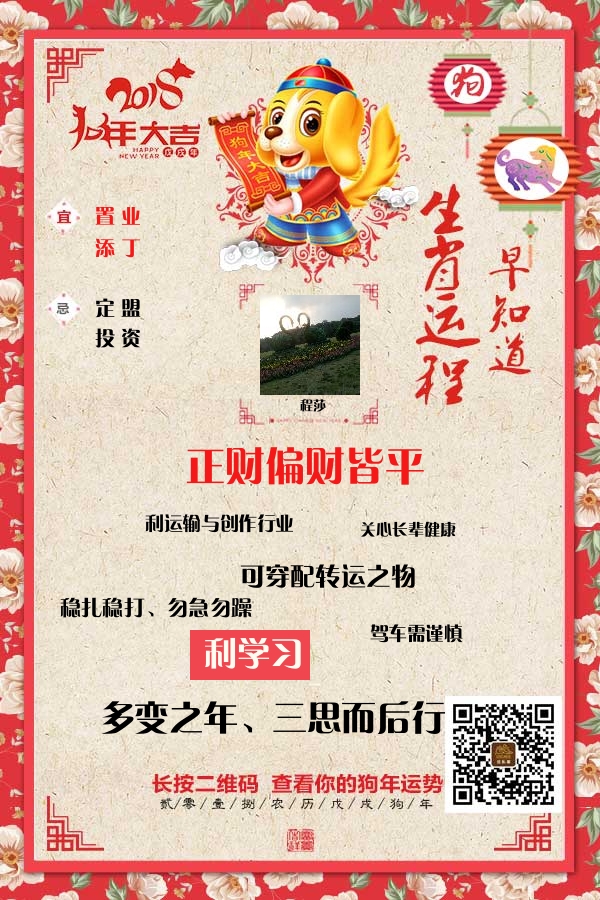 2018
狗年大吉
HAPPY
NEW YEAR
戊戌年
狗年大吉
狗
生肖运程
早知道
宜
置业
添丁
忌
定盟
投资
程莎
HAPPY CHINESE NEW YEAR
正财偏财皆平
利运输与创作行业
关心长辈健康
可穿配转运之物
稳扎稳打、勿急勿躁
驾车需谨慎
利学习
多变之年、三思而后行
长按二维码 查看你的狗年运势
贰/零/壹/捌/农/历/戊/戌/狗/年